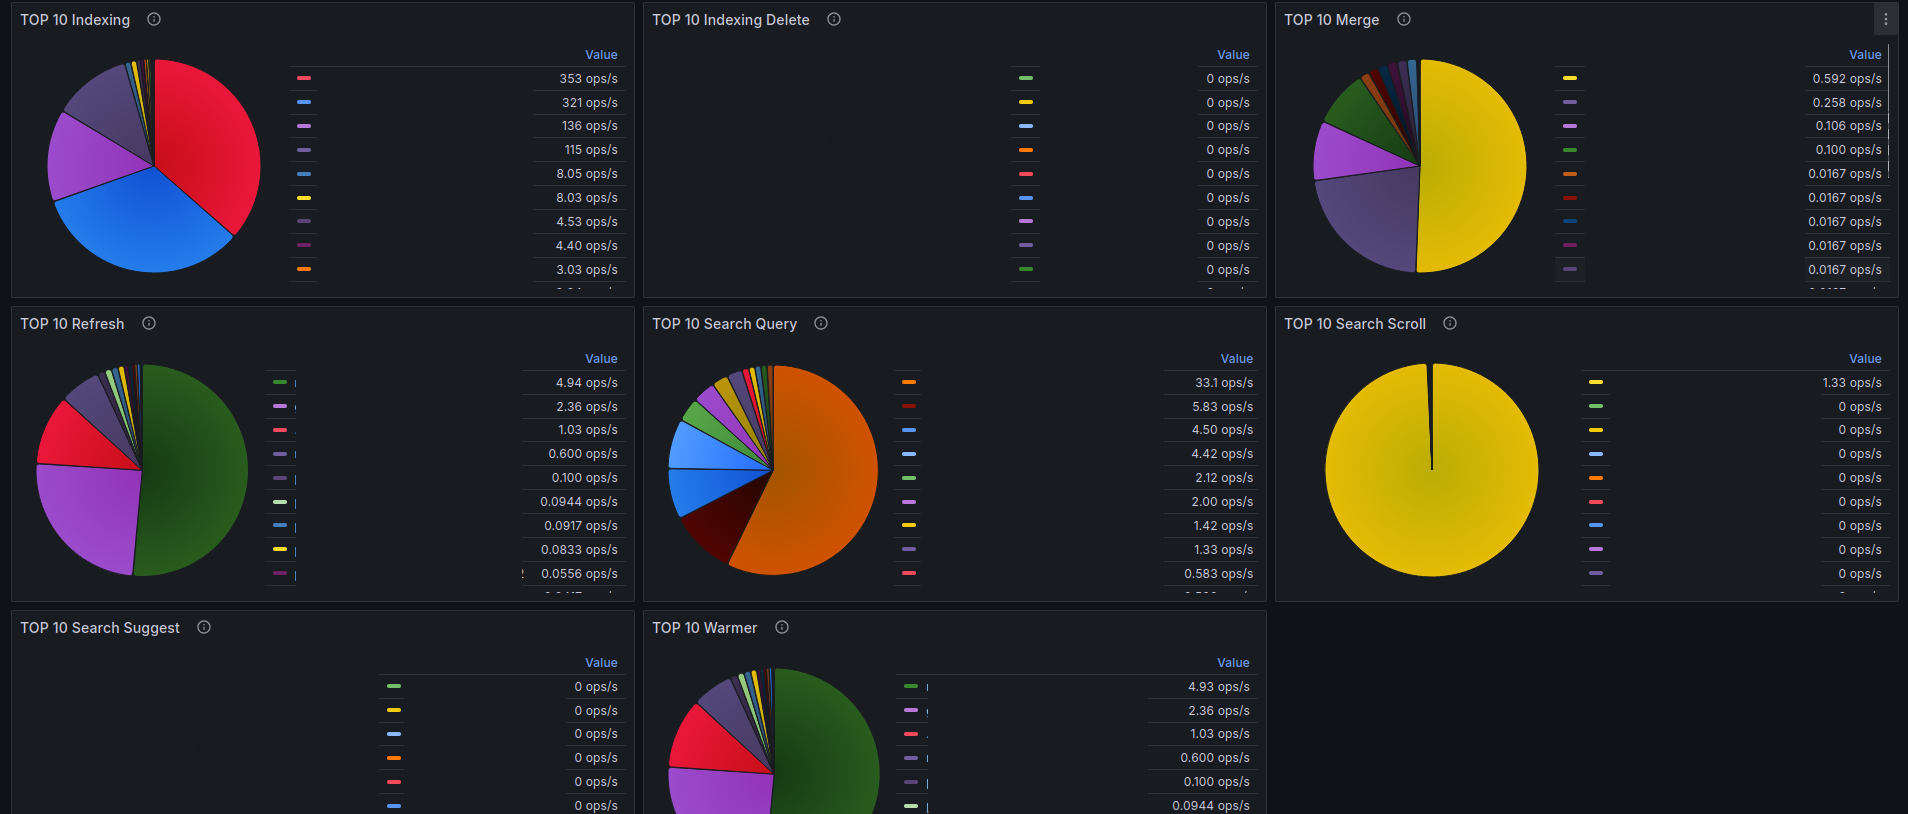 TOP 10 Indexing
Value
353 ops/s
321 ops/s
136 ops/s
115 ops/s
8.05 ops/s
8.03 ops/s
4.53 ops/s
4.40 ops/s
3.03 ops/s
TOP 10 Indexing Delete
Value
0 ops/s
0 ops/s
0 ops/s
0 ops/s
0 ops/s
0 ops/s
0 ops/s
0 ops/s
0 ops/s
TOP 10 Merge
Value
0.592 ops/s
0.258 ops/s
0.106 ops/s
0.100 ops/s
0.0167 ops/s
0.0167 ops/s
0.0167 ops/s
0.0167 ops/s
0.0167 ops/s
TOP 10 Refresh
Value
4.94 ops/s
2.36 ops/s
1.03 ops/s
0.600 ops/s
0.100 ops/s
0.0944 ops/s
0.0917 ops/s
0.0833 ops/s
0.0556 ops/s
TOP 10 Search Query
Value
33.1 ops/s
5.83 ops/s
4.50 ops/s
4.42 ops/s
2.12 ops/s
2.00 ops/s
1.42 ops/s
1.33 ops/s
0.583 ops/s
TOP 10 Search Scroll
Value
1.33 ops/s
0 ops/s
0 ops/s
0 ops/s
0 ops/s
0 ops/s
0 ops/s
0 ops/s
0 ops/s
TOP 10 Search Suggest
Value
0 ops/s
0 ops/s
0 ops/s
0 ops/s
0 ops/s
0 ops/s
TOP 10 Warmer
Value
4.93 ops/s
2.36 ops/s
1.03 ops/s
0.600 ops/s
0.100 ops/s
0.0944 ops/s